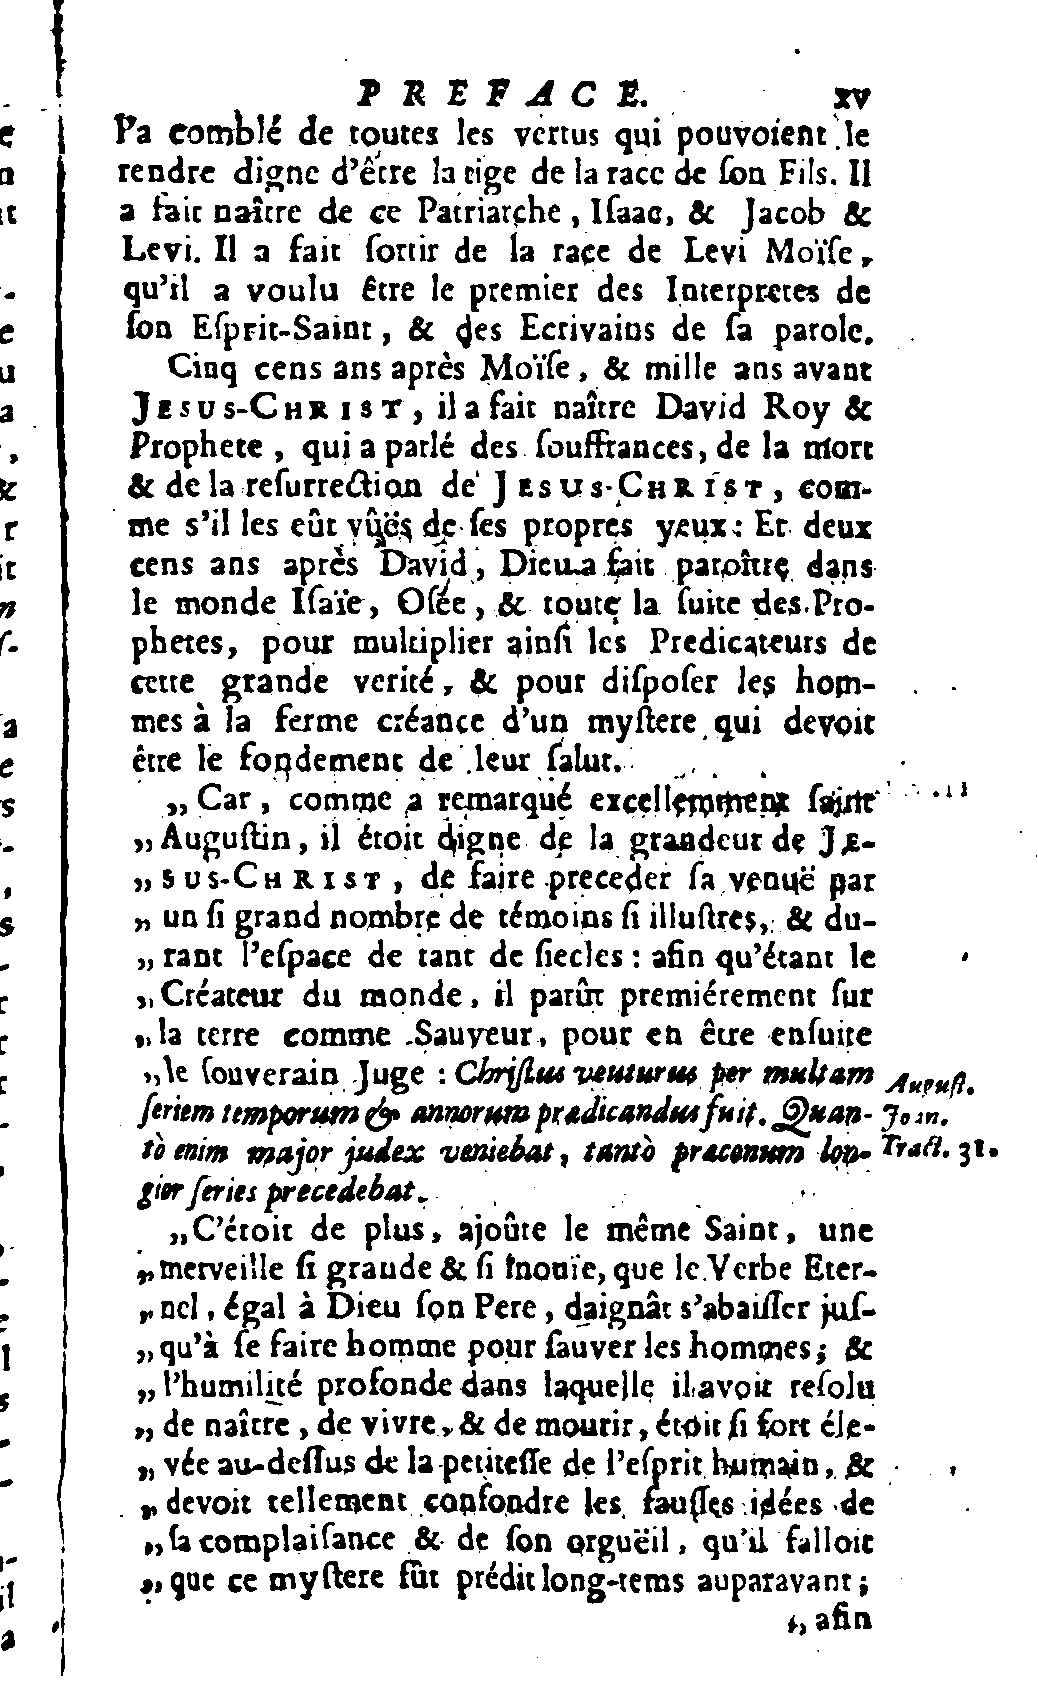 PREFACE. xv
l'a comblé de toutes les vertus qui pouvoient le
rendre digne d'être la tige de la race de ſon Fils. Il
a fait naître de ce Patriarche, Iſaac, & Jacob &
Levi. Il a fait ſortir de la race de Levi Moïſe,
qu'il a voulu être le premier des Interpretes de
ſon Eſprit-Saint, & des Ecrivains de ſa parole.
Cinq cens ans après Moïſe, & mille ans avant
JESUS-CHRIST, il a fait naître David Roy &
Prophete, qui a parlé des ſouffrances, de la mort
& de la reſurrection de JESUS-CHRIST, com-
me s'il les eût vûës de ſes propres yeux: Et deux
cens ans après David, Dieu a fait paroître dans
le monde Iſaïe, Oſée, & toute la ſuite des Pro-
phetes, pour multiplier ainſi les Predicateurs de
cette grande verité, & pour diſpoſer les hom-
mes à la ferme créance d'un myſtere qui devoit
être le fondement de leur ſalut.
„Car, comme a remarqué excellemment ſaint
„Auguſtin, il étoit digne de la grandeur de JE-
„SUS-CHRIST, de faire preceder ſa venuë par
„un ſi grand nombre de témoins ſi illuſtres, & du-
„rant l'eſpace de tant de ſiecles: afin qu'étant le
„Créateur du monde, il parût premiérement ſur
„la terre comme Sauveur, pour en être enſuite
„le ſouverain Juge: Chriſtus venturus per multam
ſeriem temporum & annorum prædicandus fuit. Quan-
tò enim major judex veniebat, tantò præconum lon-
gior ſeries precedebat.
Auguſt.
Joan.
Tract. 31.
„C'étoit de plus, ajoûte le même Saint, une
„merveille ſi grande & ſi inouïe, que le Verbe Eter-
„nel, égal à Dieu ſon Pere, daignât s'abaiſſer juſ-
„qu'à ſe faire homme pour ſauver les hommes; &
„l'humilité profonde dans laquelle il avoit reſolu
„de naître, de vivre, & de mourir, étoit ſi fort éle-
„vée au-deſſus de la petiteſſe de l'eſprit humain, &
„devoit tellement confondre les fauſſes idées de
„ſa complaiſance & de ſon orgueïl, qu'il falloit
„que ce myſtere fût prédit long-tems auparavant;
„afin